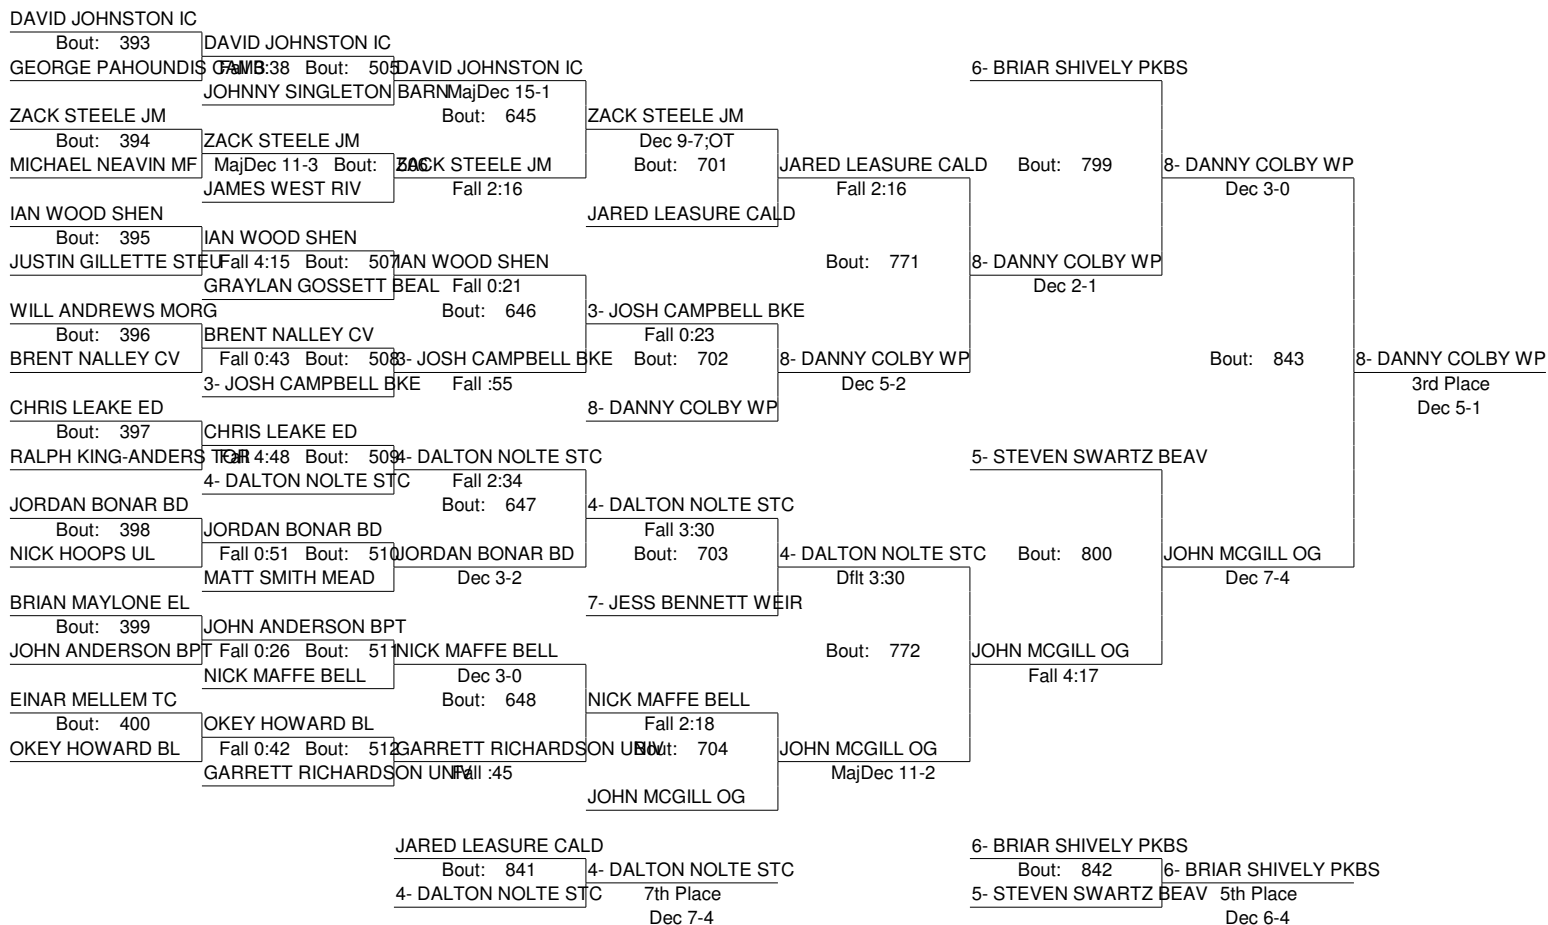 DAVID JOHNSTON IC
Bout: 393
GEORGE PAHOUNDIS CAMB
ZACK STEELE JM
Bout: 394
MICHAEL NEAVIN MF
IAN WOOD SHEN
Bout: 395
JUSTIN GILLETTE STEU
WILL ANDREWS MORG
Bout: 396
BRENT NALLEY CV
CHRIS LEAKE ED
Bout: 397
RALPH KING-ANDERS TOR
JORDAN BONAR BD
Bout: 398
NICK HOOPS UL
BRIAN MAYLONE EL
Bout: 399
JOHN ANDERSON BPT
EINAR MELLEM TC
Bout: 400
OKEY HOWARD BL
DAVID JOHNSTON IC
Fall 3:38 Bout: 505
JOHNNY SINGLETON BARN
ZACK STEELE JM
MajDec 11-3 Bout: 506
JAMES WEST RIV
IAN WOOD SHEN
Fall 4:15 Bout: 507
GRAYLAN GOSSETT BEAL
BRENT NALLEY CV
Fall 0:43 Bout: 508
3- JOSH CAMPBELL BKE
CHRIS LEAKE ED
Fall 4:48 Bout: 509
4- DALTON NOLTE STC
JORDAN BONAR BD
Fall 0:51 Bout: 510
MATT SMITH MEAD
JOHN ANDERSON BPT
Fall 0:26 Bout: 511
NICK MAFFE BELL
OKEY HOWARD BL
Fall 0:42 Bout: 512
GARRETT RICHARDSON UNIV
DAVID JOHNSTON IC
MajDec 15-1
Bout: 645
ZACK STEELE JM
Fall 2:16
IAN WOOD SHEN
Fall 0:21
Bout: 646
3- JOSH CAMPBELL BKE
Fall :55
4- DALTON NOLTE STC
Fall 2:34
Bout: 647
JORDAN BONAR BD
Dec 3-2
NICK MAFFE BELL
Dec 3-0
Bout: 648
GARRETT RICHARDSON UNIV
Fall :45
ZACK STEELE JM
Dec 9-7;OT
Bout: 701
JARED LEASURE CALD
3- JOSH CAMPBELL BKE
Fall 0:23
Bout: 702
8- DANNY COLBY WP
4- DALTON NOLTE STC
Fall 3:30
Bout: 703
7- JESS BENNETT WEIR
NICK MAFFE BELL
Fall 2:18
Bout: 704
JOHN MCGILL OG
JARED LEASURE CALD
Fall 2:16
Bout: 771
8- DANNY COLBY WP
Dec 5-2
4- DALTON NOLTE STC
Dflt 3:30
Bout: 772
JOHN MCGILL OG
MajDec 11-2
6- BRIAR SHIVELY PKBS
Bout: 799
8- DANNY COLBY WP
Dec 2-1
5- STEVEN SWARTZ BEAV
Bout: 800
JOHN MCGILL OG
Fall 4:17
8- DANNY COLBY WP
Dec 3-0
Bout: 843
JOHN MCGILL OG
Dec 7-4
8- DANNY COLBY WP
3rd Place
Dec 5-1
JARED LEASURE CALD
Bout: 841
4- DALTON NOLTE STC
4- DALTON NOLTE STC
7th Place
Dec 7-4
6- BRIAR SHIVELY PKBS
Bout: 842
5- STEVEN SWARTZ BEAV
6- BRIAR SHIVELY PKBS
5th Place
Dec 6-4